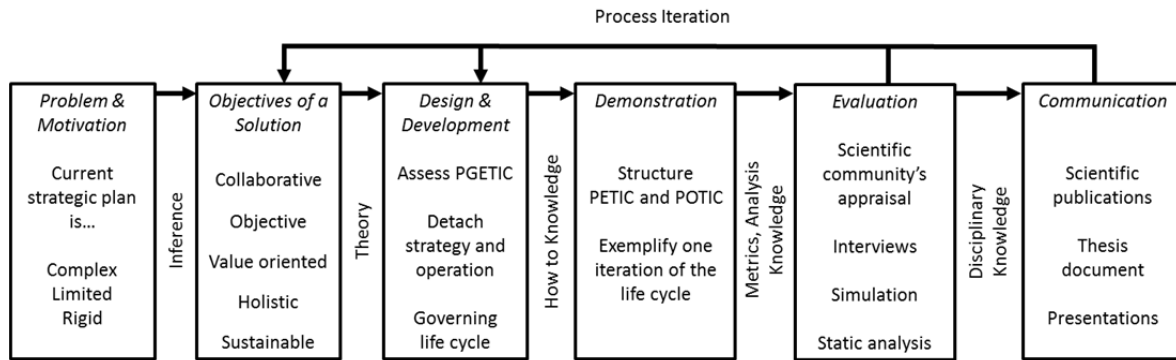 Process Iteration
Problem &
Motivation
Current
strategic plan
is...
Complex
Limited
Rigid
Inference
Objectives of a
Solution
Collaborative
Objective
Value oriented
Holistic
Sustainable
Theory
Design &
Development
Assess PGETIC
Detach
strategy and
operation
Governing
life cycle
How to Knowledge
Demonstration
Structure
PETIC and POTIC
Exemplify one
iteration of the
life cycle
Metrics, Analysis
Knowledge
Evaluation
Scientific
community's
appraisal
Interviews
Simulation
Static analysis
Disciplinary
Knowledge
Communication
Scientific
publications
Thesis
document
Presentations